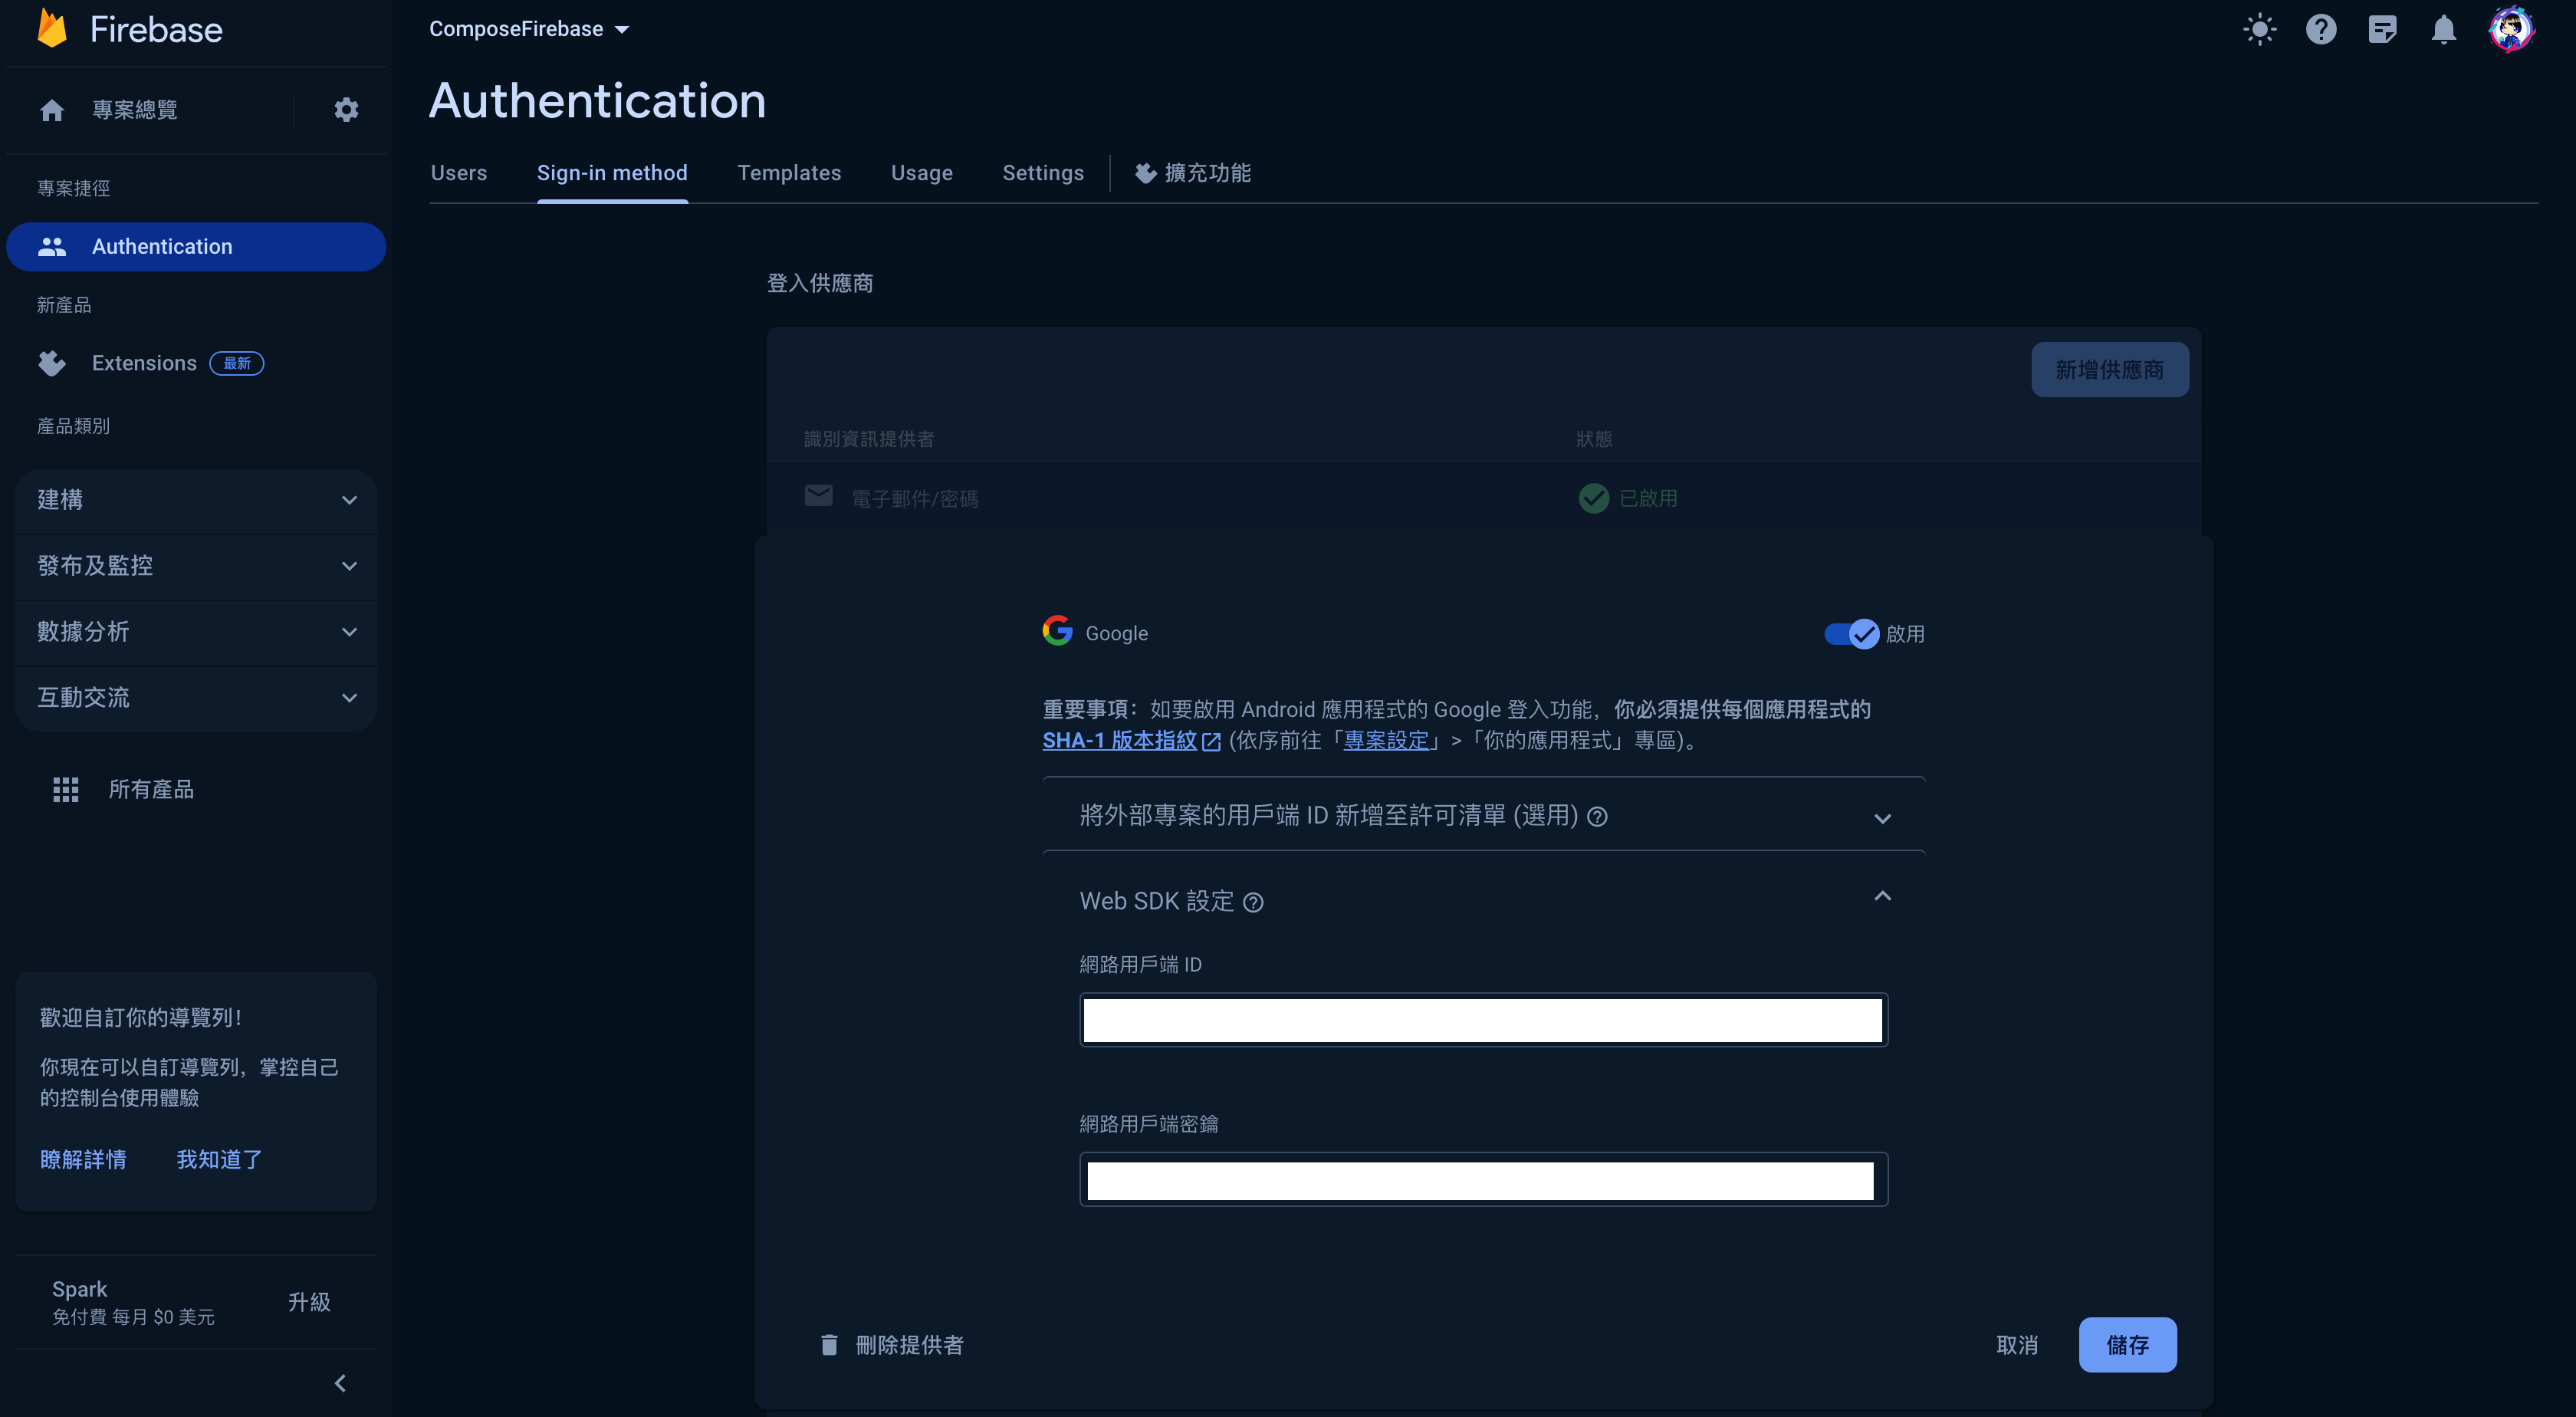 Firebase
專案總覽
專案捷徑
Authentication
新產品
Extensions 最新
產品類別
建構
發布及監控
數據分析
互動交流
所有產品
歡迎自訂你的導覽列!
你現在可以自訂導覽列，掌控自己
的控制台使用體驗
瞭解詳情 我知道了
Spark
免付費 每月 $0 美元
升級
ComposeFirebase
Authentication
Users Sign-in method Templates Usage Settings 擴充功能
登入供應商
新增供應商
識別資訊提供者 狀態
電子郵件/密碼 已啟用
Google 啟用
重要事項：如要啟用 Android 應用程式的 Google 登入功能，你必須提供每個應用程式的
SHA-1 版本指紋 (依序前往「專案設定」>「你的應用程式」專區)。
將外部專案的用戶端 ID 新增至許可清單 (選用)
Web SDK 設定
網路用戶端 ID
網路用戶端密鑰
刪除提供者 取消 儲存